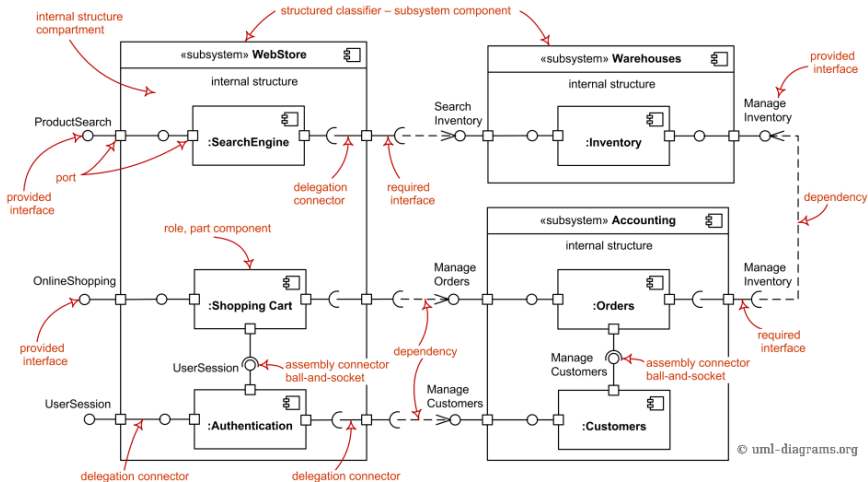 structured classifier – subsystem component
internal structure
compartment
«subsystem» WebStore
internal structure
«subsystem» Warehouses
internal structure
provided
interface
ProductSearch
:SearchEngine
Search
Inventory
:Inventory
Manage
Inventory
port
provided
interface
delegation
connector
required
interface
dependency
role, part component
«subsystem» Accounting
internal structure
OnlineShopping
:Shopping Cart
Manage
Orders
:Orders
Manage
Inventory
provided
interface
UserSession
assembly connector
ball-and-socket
dependency
Manage
Customers
assembly connector
ball-and-socket
required
interface
UserSession
:Authentication
Manage
Customers
:Customers
delegation connector
delegation connector
© uml-diagrams.org